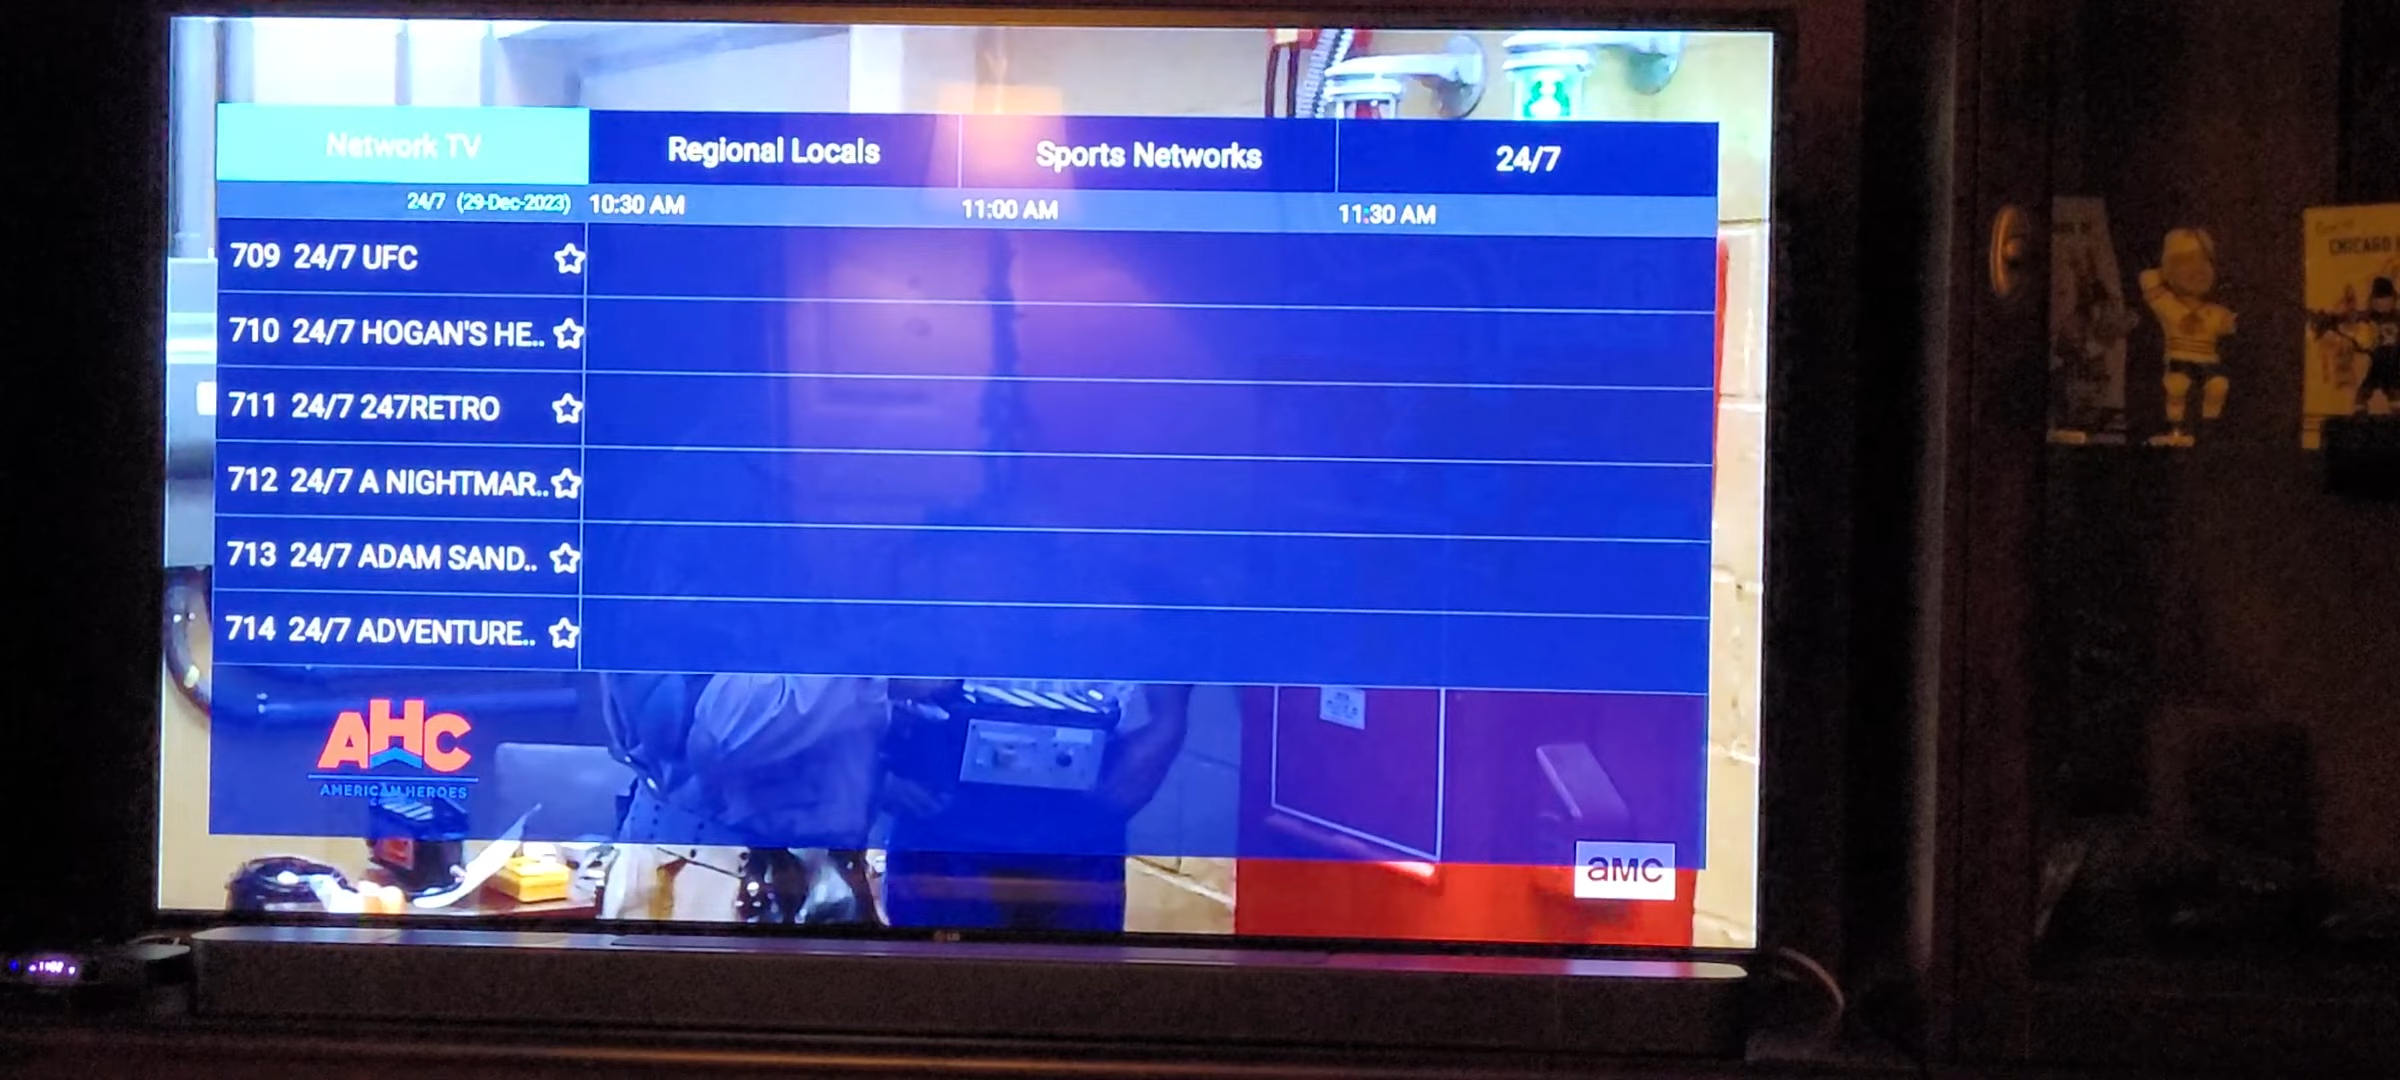 Network TV
Regional Locals
Sports Networks
24/7
24/7 (29-Dec-2023)
10:30 AM
11:00 AM
11:30 AM
709 24/7 UFC
710 24/7 HOGAN'S HE..
711 24/7 247RETRO
712 24/7 A NIGHTMAR..
713 24/7 ADAM SAND..
714 24/7 ADVENTURE..
AHC
AMERICAN HEROES
aMC
LG
CHICAGO